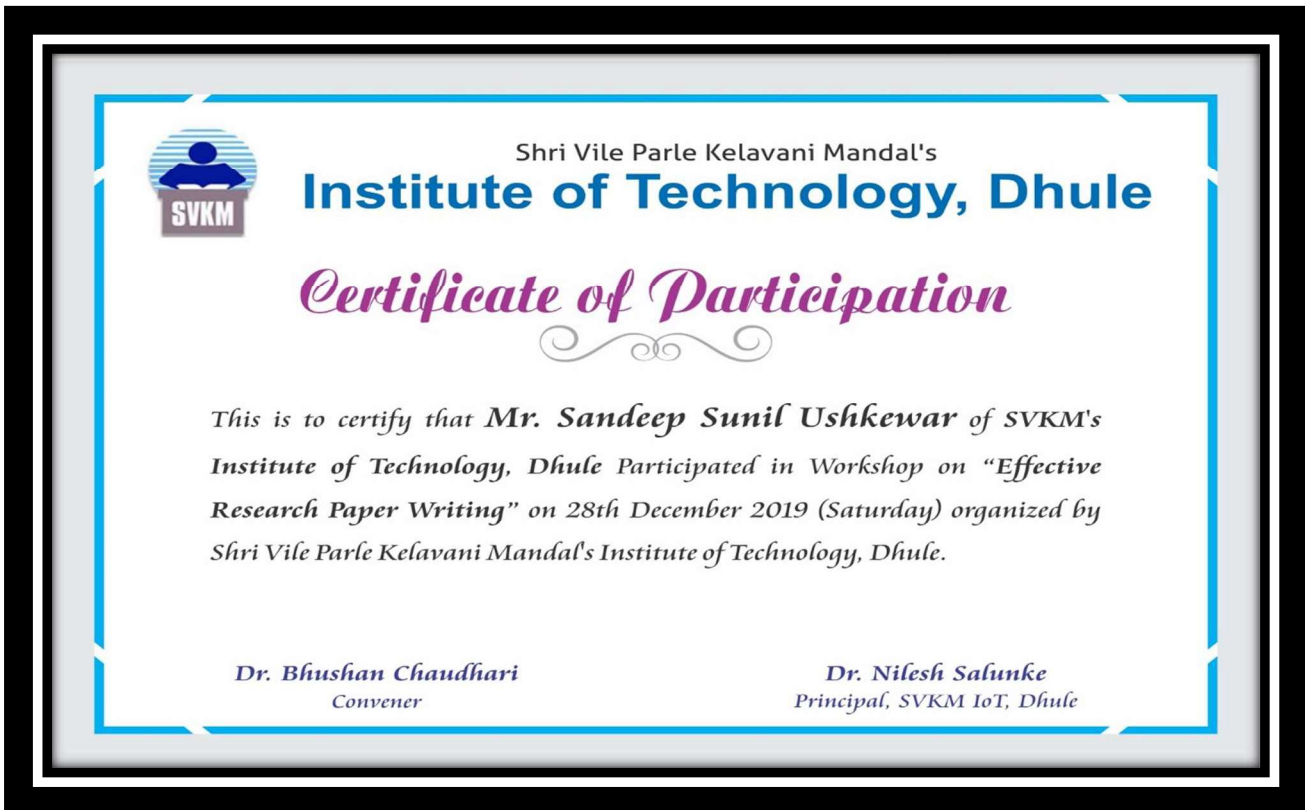 SVKM
Shri Vile Parle Kelavani Mandal's
Institute of Technology, Dhule
Certificate of Participation
This is to certify that Mr. Sandeep Sunil Ushkewar of SVKM's
Institute of Technology, Dhule Participated in Workshop on “Effective
Research Paper Writing” on 28th December 2019 (Saturday) organized by
Shri Vile Parle Kelavani Mandal's Institute of Technology, Dhule.
Dr. Bhushan Chaudhari
Convener
Dr. Nilesh Salunke
Principal, SVKM IoT, Dhule